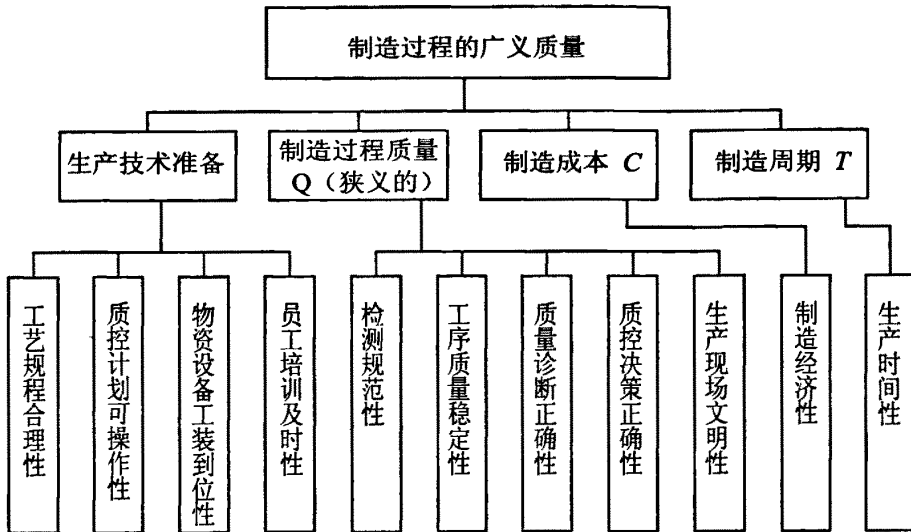 制造过程的广义质量
生产技术准备
制造过程质量
Q（狭义的）
制造成本 C
制造周期 T
工艺规程合理性
质控计划可操作性
物资设备工装到位性
员工培训及时性
检测规范性
工序质量稳定性
质量诊断正确性
质控决策正确性
生产现场文明性
制造经济性
生产时间性